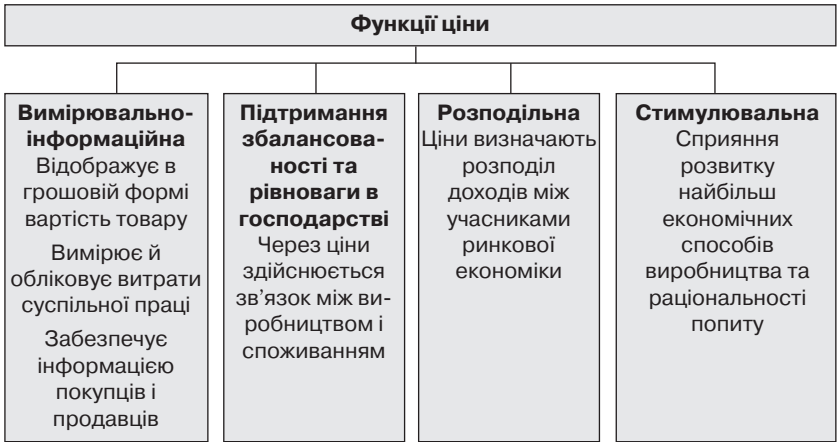 Функції ціни
Вимірювально-
інформаційна
Відображує в
грошовій формі
вартість товару
Вимірює й
обліковує витрати
суспільної праці
Забезпечує
інформацією
покупців і
продавців
Підтримання
збалансова-
ності та
рівноваги в
господарстві
Через ціни
здійснюється
зв'язок між ви-
робництвом і
споживанням
Розподільна
Ціни визначають
розподіл
доходів між
учасниками
ринкової
економіки
Стимулювальна
Сприяння
розвитку
найбільш
економічних
способів
виробництва та
раціональності
попиту